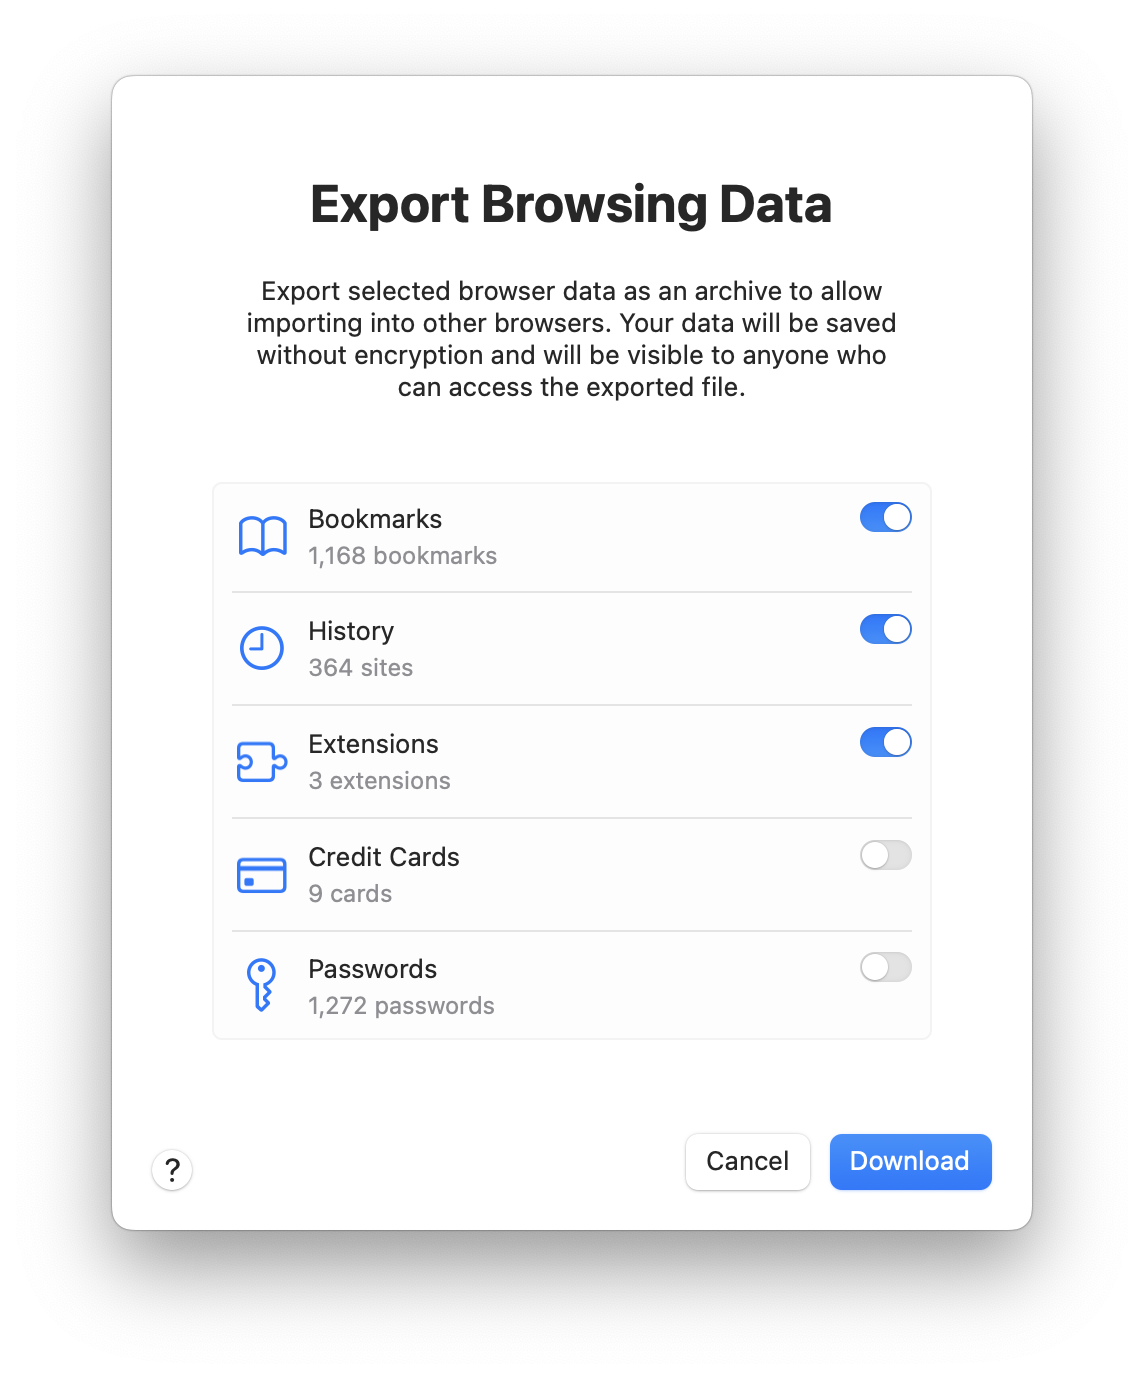 Export Browsing Data
Export selected browser data as an archive to allow
importing into other browsers. Your data will be saved
without encryption and will be visible to anyone who
can access the exported file.
Bookmarks
1,168 bookmarks
History
364 sites
Extensions
3 extensions
Credit Cards
9 cards
Passwords
1,272 passwords
?
Cancel
Download